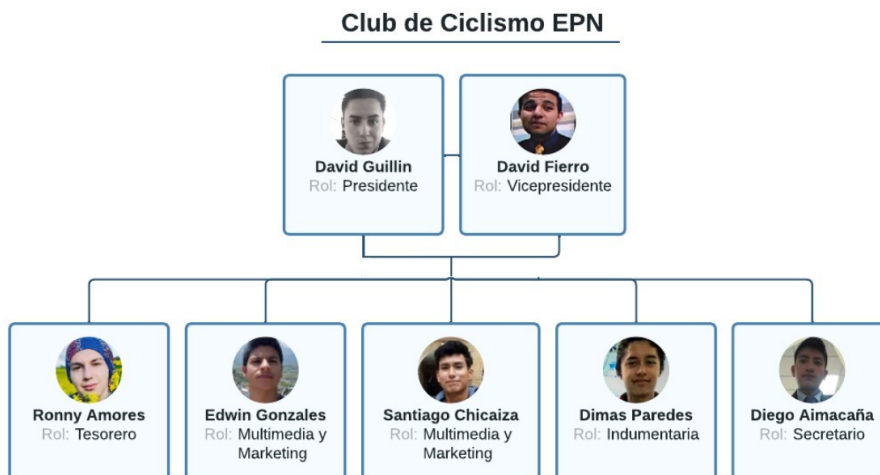 Club de Ciclismo EPN
David Guillin
Rol: Presidente
David Fierro
Rol: Vicepresidente
Ronny Amores
Rol: Tesorero
Edwin Gonzales
Rol: Multimedia y
Marketing
Santiago Chicaiza
Rol: Multimedia y
Marketing
Dimas Paredes
Rol: Indumentaria
Diego Aimacaña
Rol: Secretario